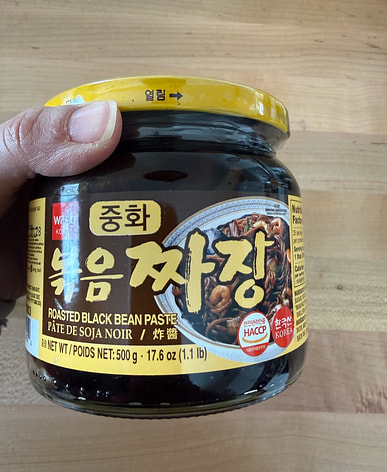 열림 →
중화
볶음 짜장
ROASTED BLACK BEAN PASTE
PÂTE DE SOJA NOIR / 炸醬
NET WT / POIDS NET: 500 g - 17.6 oz (1.1 lb)
HACCP
한국산
KOREA